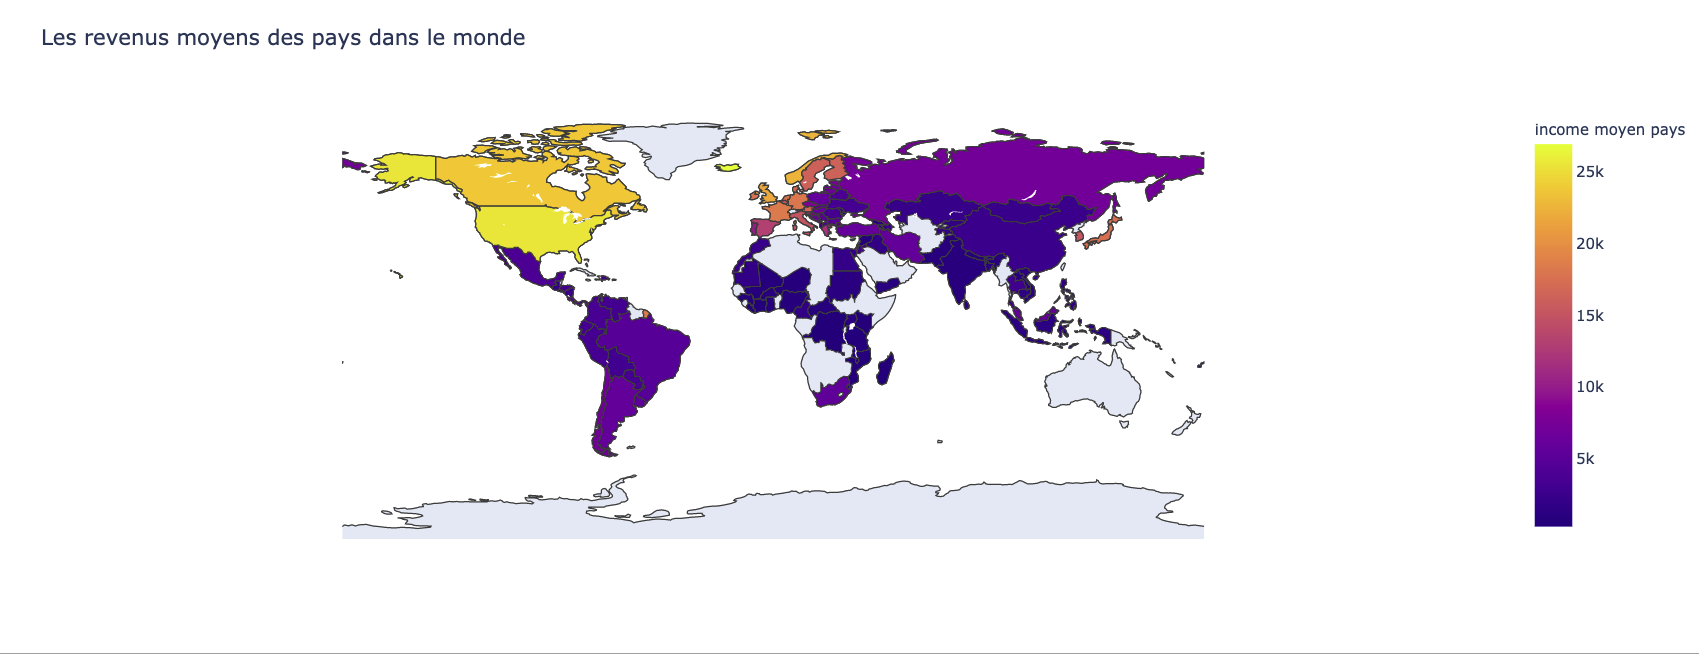 Les revenus moyens des pays dans le monde
income moyen pays
25k
20k
15k
10k
5k